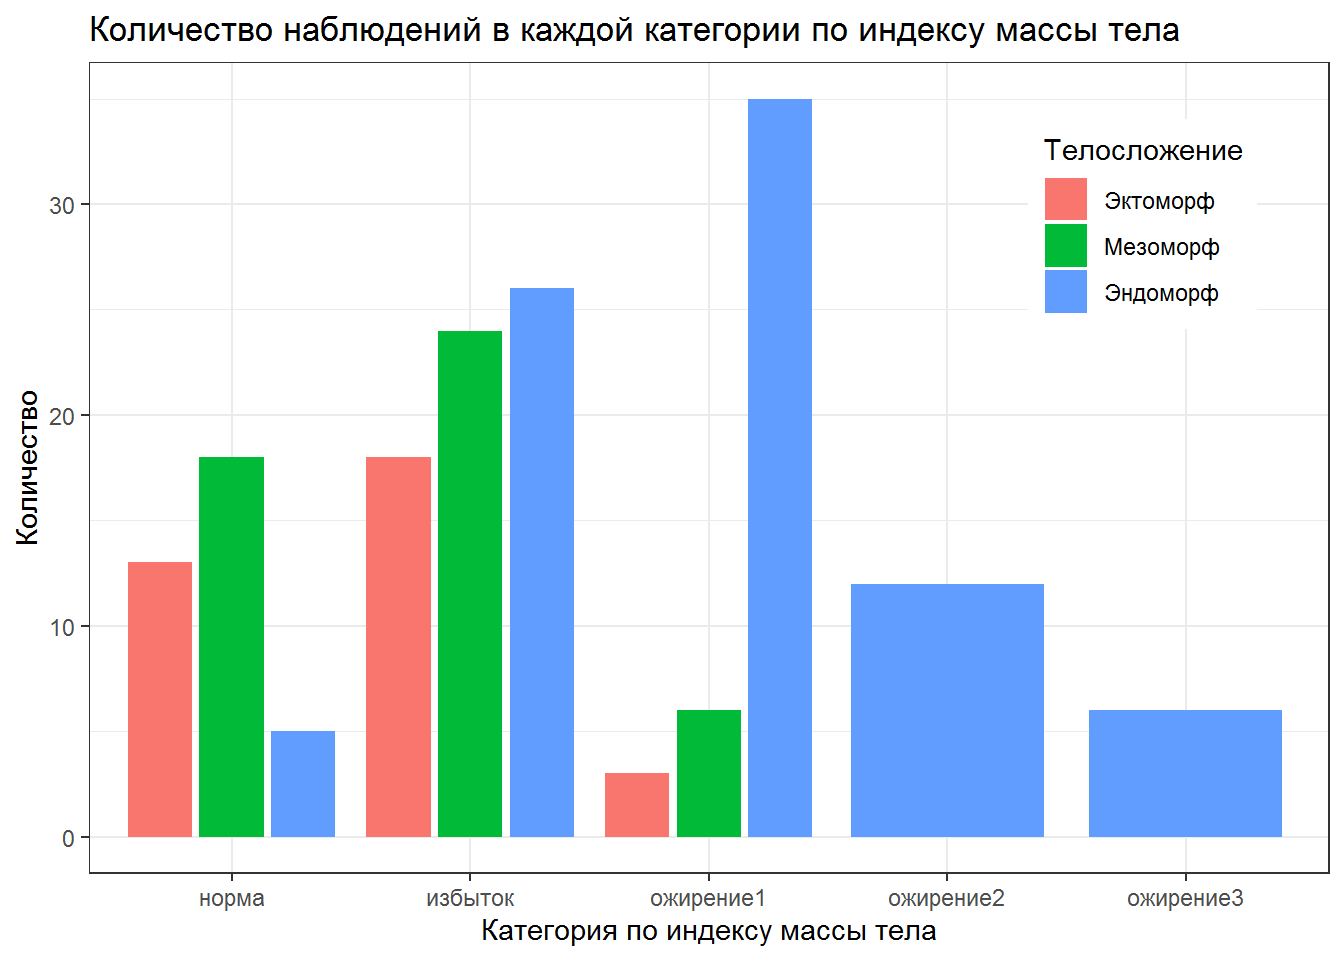 Количество наблюдений в каждой категории по индексу массы тела
Телосложение
Эктоморф
Мезоморф
Эндоморф
Количество
30
20
10
0
норма
избыток
ожирение1
ожирение2
ожирение3
Категория по индексу массы тела